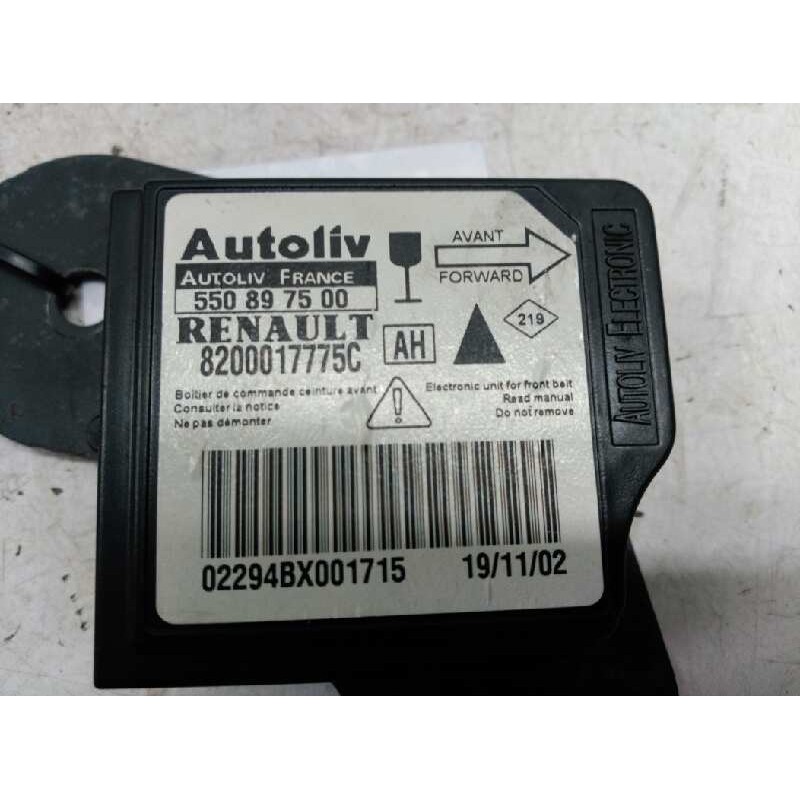 Autoliv
AUTOLIV FRANCE
550 89 75 00
RENAULT
8200017775C
AH
AVANT
FORWARD
219
Boîtier de commande ceinture avant
Consulter la notice
Ne pas démonter
Electronic unit for front belt
Read manual
Do not remove
02294BX001715
19/11/02
AUTOLIV ELECTRONIC